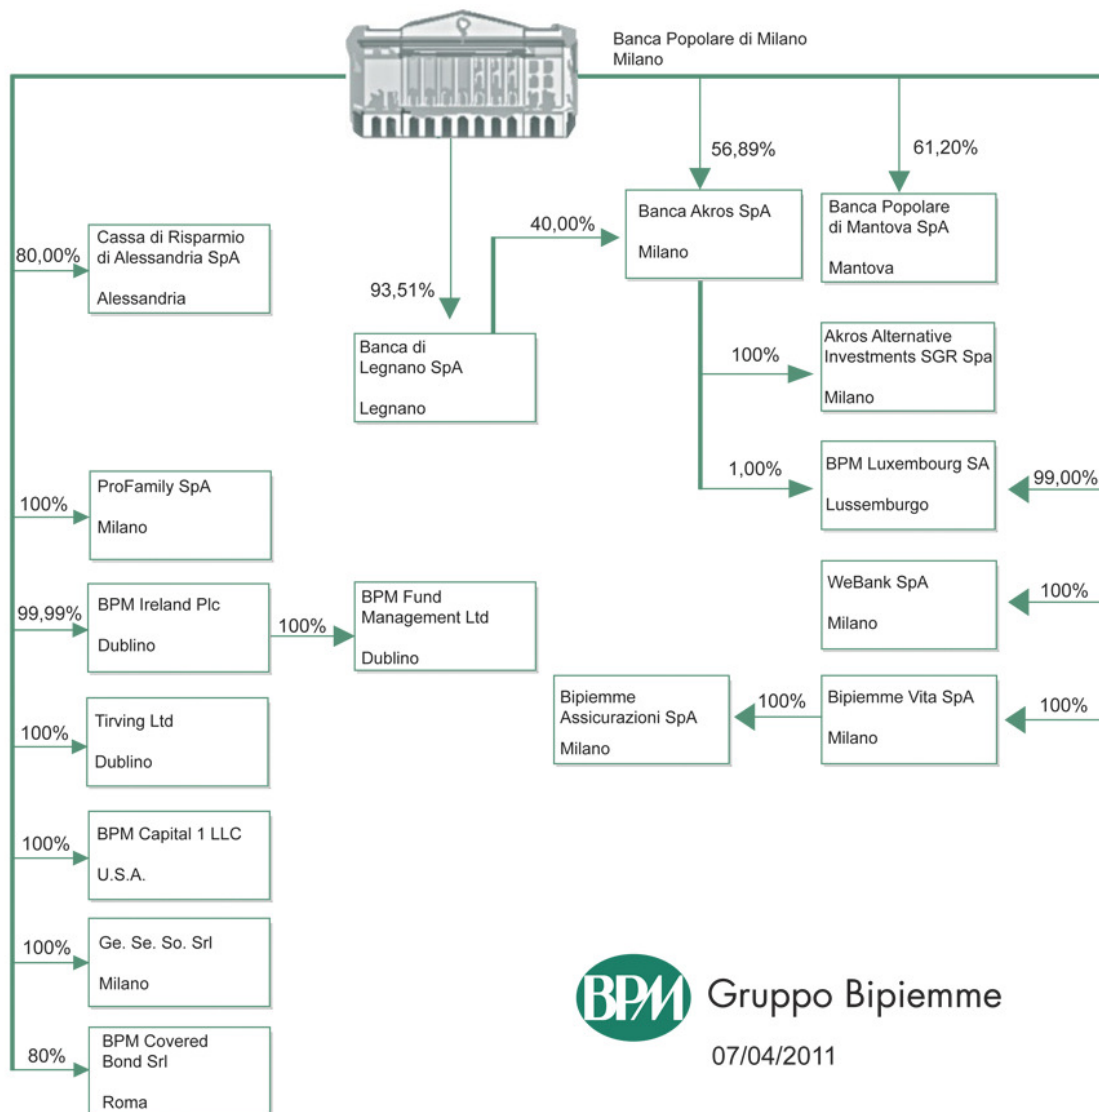 Banca Popolare di Milano
Milano
56,89%
61,20%
Banca Akros SpA
Milano
Banca Popolare
di Mantova SpA
Mantova
80,00%
Cassa di Risparmio
di Alessandria SpA
Alessandria
40,00%
93,51%
Banca di
Legnano SpA
Legnano
100%
Akros Alternative
Investments SGR Spa
Milano
1,00%
BPM Luxembourg SA
Lussemburgo
99,00%
100%
ProFamily SpA
Milano
WeBank SpA
Milano
100%
99,99%
BPM Ireland Plc
Dublino
100%
BPM Fund
Management Ltd
Dublino
Bipiemme
Assicurazioni SpA
Milano
100%
Bipiemme Vita SpA
Milano
100%
100%
Tirving Ltd
Dublino
100%
BPM Capital 1 LLC
U.S.A.
100%
Ge. Se. So. Srl
Milano
80%
BPM Covered
Bond Srl
Roma
BPM Gruppo Bipiemme
07/04/2011